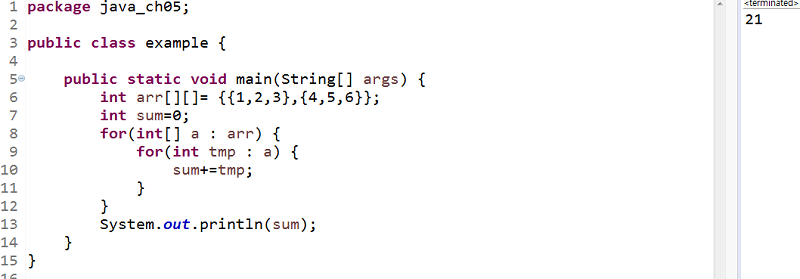 <terminated>
21
1 package java_ch05;
2
3 public class example {
4
5 public static void main(String[] args) {
6 int arr[][]= {{1,2,3},{4,5,6}};
7 int sum=0;
8 for(int[] a : arr) {
9 for(int tmp : a) {
10 sum+=tmp;
11 }
12 }
13 System.out.println(sum);
14 }
15 }
16